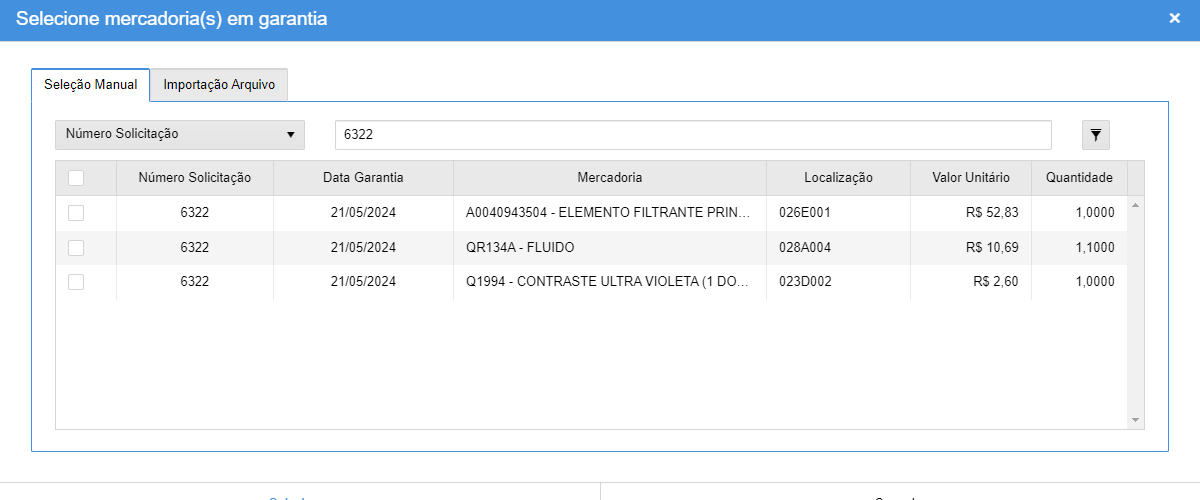 Selecione mercadoria(s) em garantia ×
Seleção Manual Importação Arquivo
Número Solicitação 6322
Número Solicitação Data Garantia Mercadoria Localização Valor Unitário Quantidade
6322 21/05/2024 A0040943504 - ELEMENTO FILTRANTE PRIN... 026E001 R$ 52,83 1,0000
6322 21/05/2024 QR134A - FLUIDO 028A004 R$ 10,69 1,1000
6322 21/05/2024 Q1994 - CONTRASTE ULTRA VIOLETA (1 DO... 023D002 R$ 2,60 1,0000